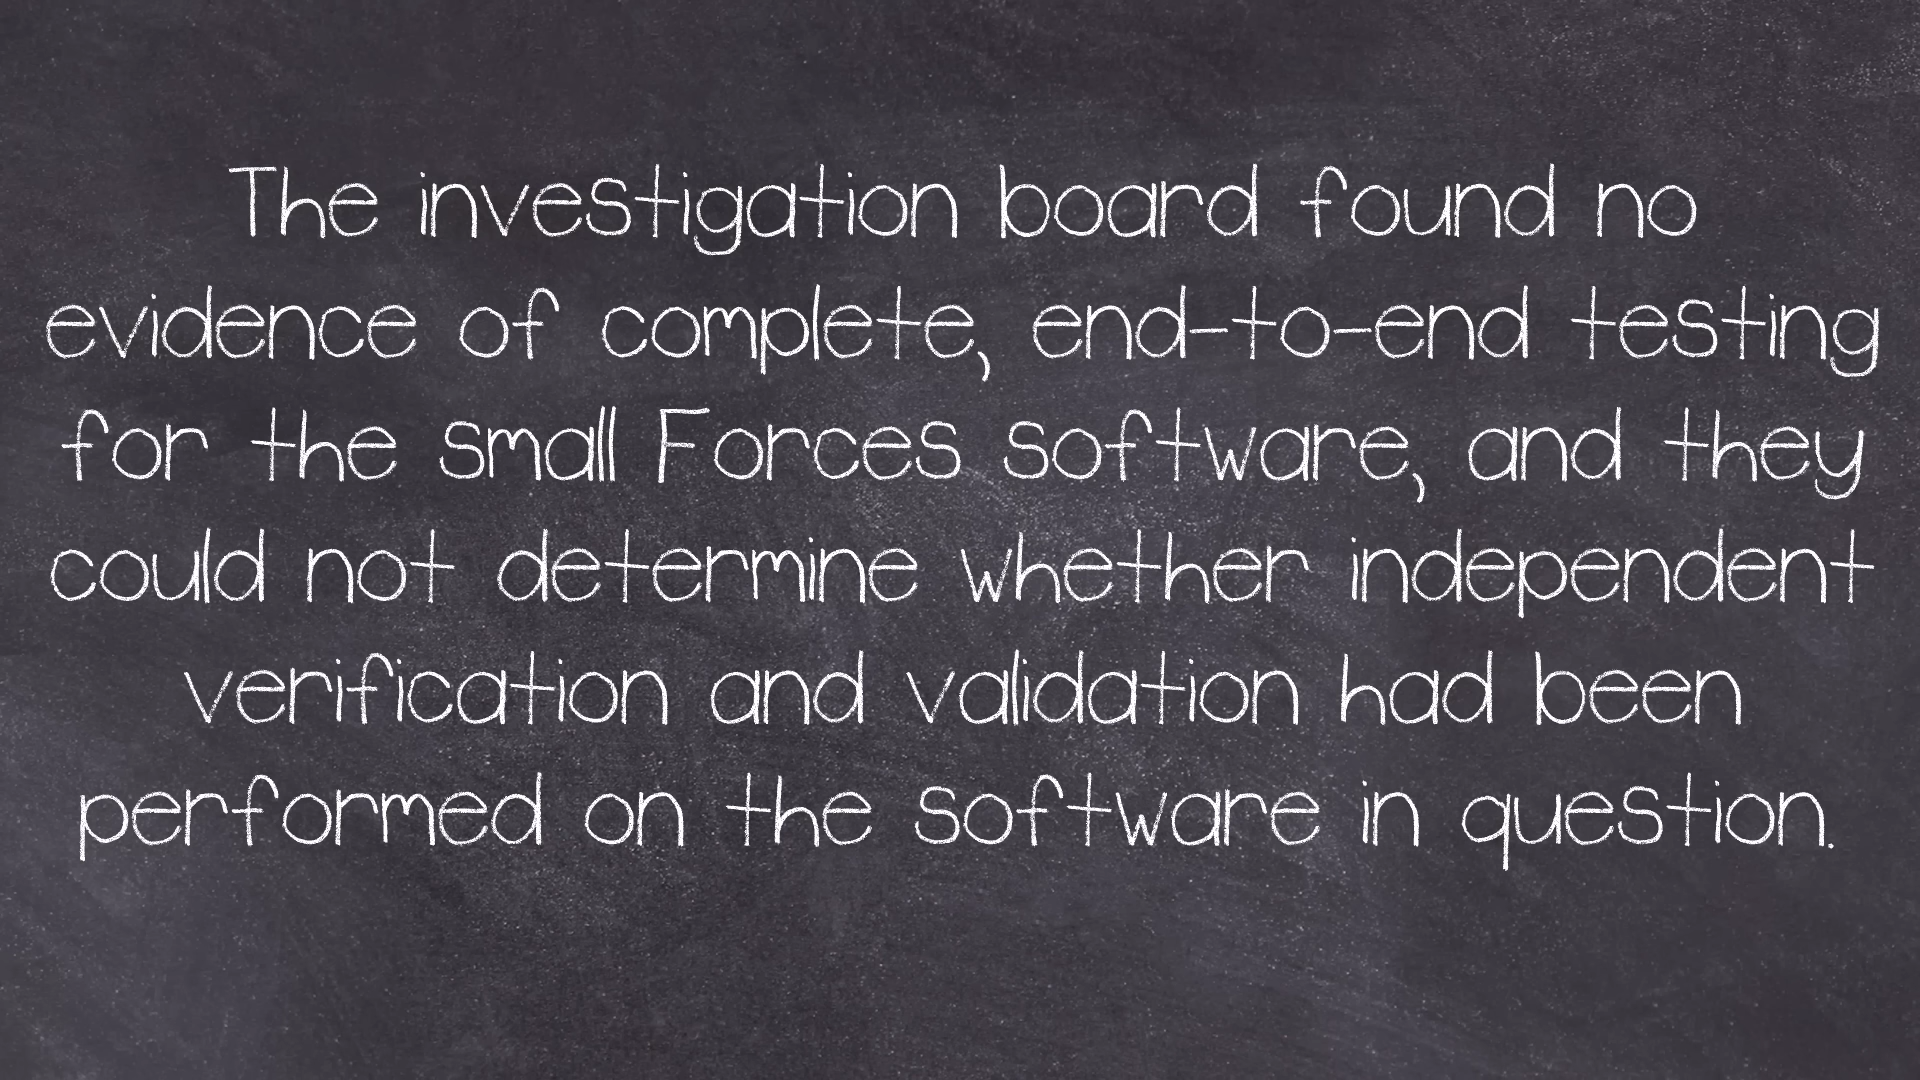 The investigation board found no
evidence of complete, end-to-end testing
for the small Forces software, and they
could not determine whether independent
verification and validation had been
performed on the software in question.